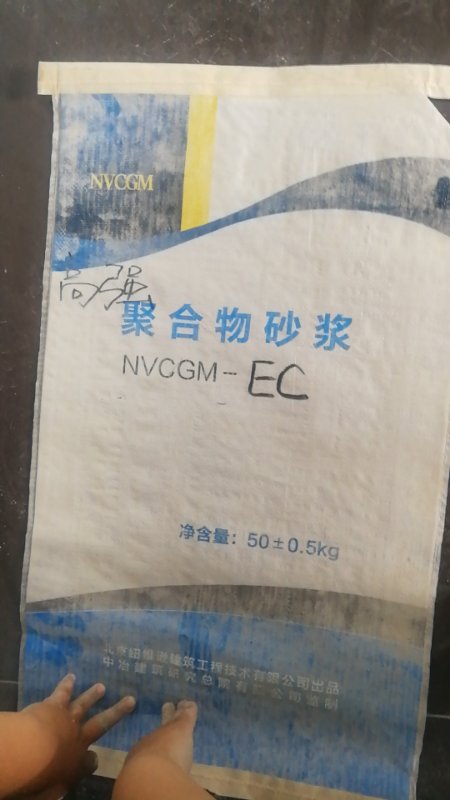 NVCGM
高强
聚合物砂浆
NVCGM-EC
净含量：50±0.5kg
北京纽维逊建筑工程技术有限公司出品
中冶建筑研究总院有限公司监制